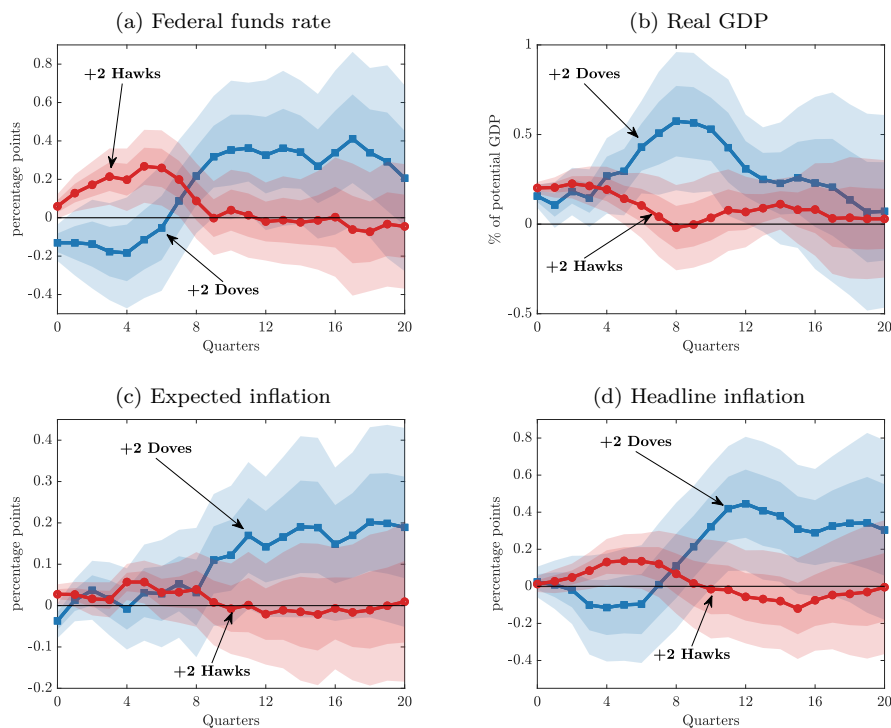 (a) Federal funds rate
percentage points
0.8
0.6
0.4
0.2
0
-0.2
-0.4
+2 Hawks
+2 Doves
0 4 8 12 16 20
Quarters
(b) Real GDP
% of potential GDP
1
0.5
0
-0.5
+2 Doves
+2 Hawks
0 4 8 12 16 20
Quarters
(c) Expected inflation
percentage points
0.4
0.3
0.2
0.1
0
-0.1
-0.2
+2 Doves
+2 Hawks
0 4 8 12 16 20
Quarters
(d) Headline inflation
percentage points
0.8
0.6
0.4
0.2
0
-0.2
-0.4
+2 Doves
+2 Hawks
0 4 8 12 16 20
Quarters